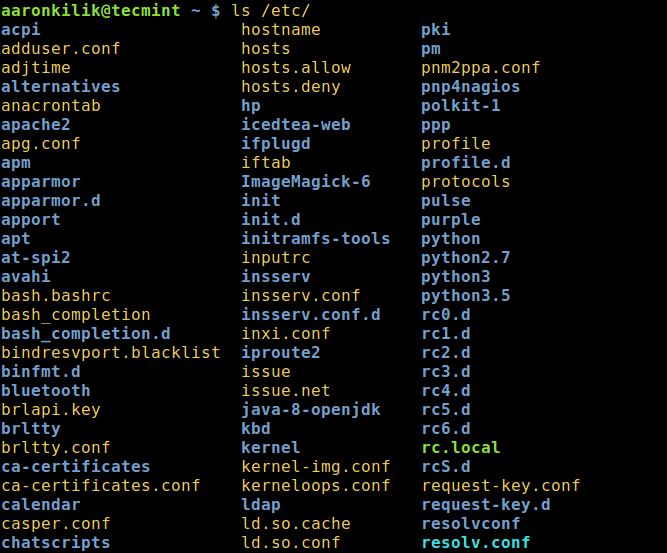 aaronkilik@tecmint ~ $ ls /etc/
acpi hostname pki
adduser.conf hosts pm
adjtime hosts.allow pnm2ppa.conf
alternatives hosts.deny pnp4nagios
anacrontab hp polkit-1
apache2 icedtea-web ppp
apg.conf ifplugd profile
apm iftab profile.d
apparmor ImageMagick-6 protocols
apparmor.d init pulse
apport init.d purple
apt initramfs-tools python
at-spi2 inputrc python2.7
avahi insserv python3
bash.bashrc insserv.conf python3.5
bash_completion insserv.conf.d rc0.d
bash_completion.d inxi.conf rc1.d
bindresvport.blacklist iproute2 rc2.d
binfmt.d issue rc3.d
bluetooth issue.net rc4.d
brlapi.key java-8-openjdk rc5.d
brltty kbd rc6.d
brltty.conf kernel rc.local
ca-certificates kernel-img.conf rcS.d
ca-certificates.conf kerneloops.conf request-key.conf
calendar ldap request-key.d
casper.conf ld.so.cache resolvconf
chatscripts ld.so.conf resolv.conf